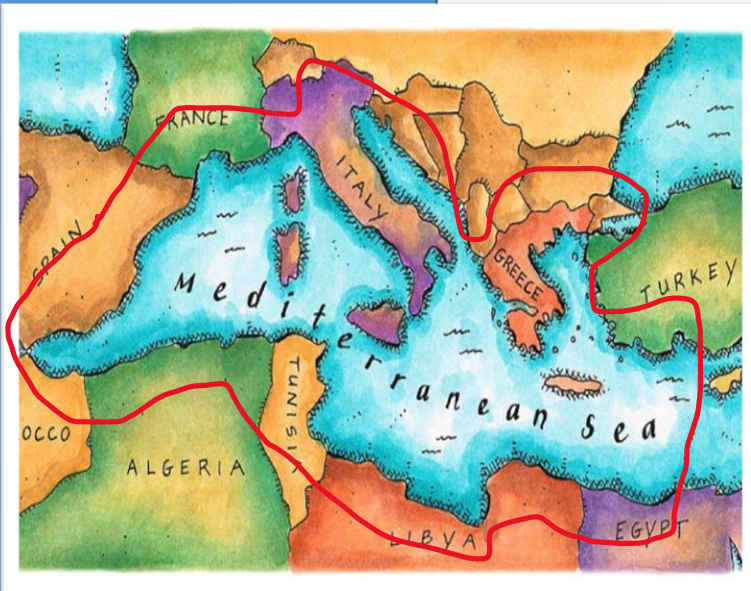 FRANCE
ITALY
SPAIN
GREECE
TURKEY
Mediterranean Sea
TUNISIA
OCCO
ALGERIA
LIBYA
EGYPT